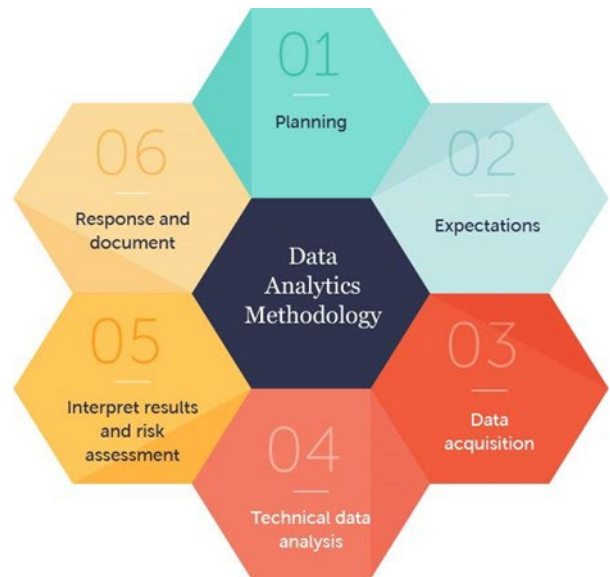 01
Planning
02
Expectations
03
Data
acquisition
04
Technical data
analysis
05
Interpret results
and risk
assessment
06
Response and
document
Data
Analytics
Methodology